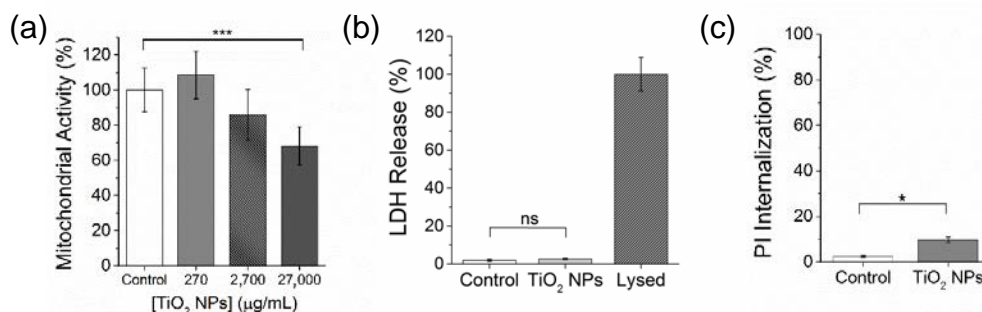 (a)
Mitochondrial Activity (%)
120
100
80
60
40
20
0
***
Control 270 2,700 27,000
[TiO2 NPs] (μg/mL)
(b)
LDH Release (%)
120
100
80
60
40
20
0
ns
Control TiO2 NPs Lysed
(c)
PI Internalization (%)
100
80
60
40
20
0
*
Control TiO2 NPs